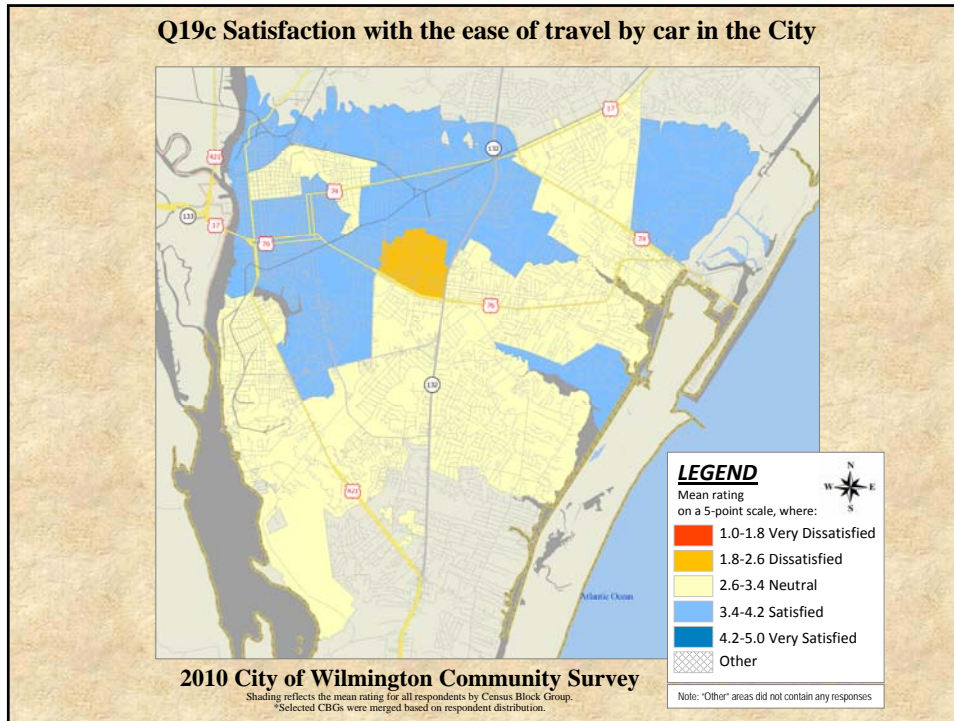 Q19c Satisfaction with the ease of travel by car in the City
17
132
421
74
133
17
76
74
76
132
421
Atlantic Ocean
LEGEND
N
W E
S
Mean rating
on a 5-point scale, where:
1.0-1.8 Very Dissatisfied
1.8-2.6 Dissatisfied
2.6-3.4 Neutral
3.4-4.2 Satisfied
4.2-5.0 Very Satisfied
Other
Note: "Other" areas did not contain any responses
2010 City of Wilmington Community Survey
Shading reflects the mean rating for all respondents by Census Block Group.
*Selected CBGs were merged based on respondent distribution.